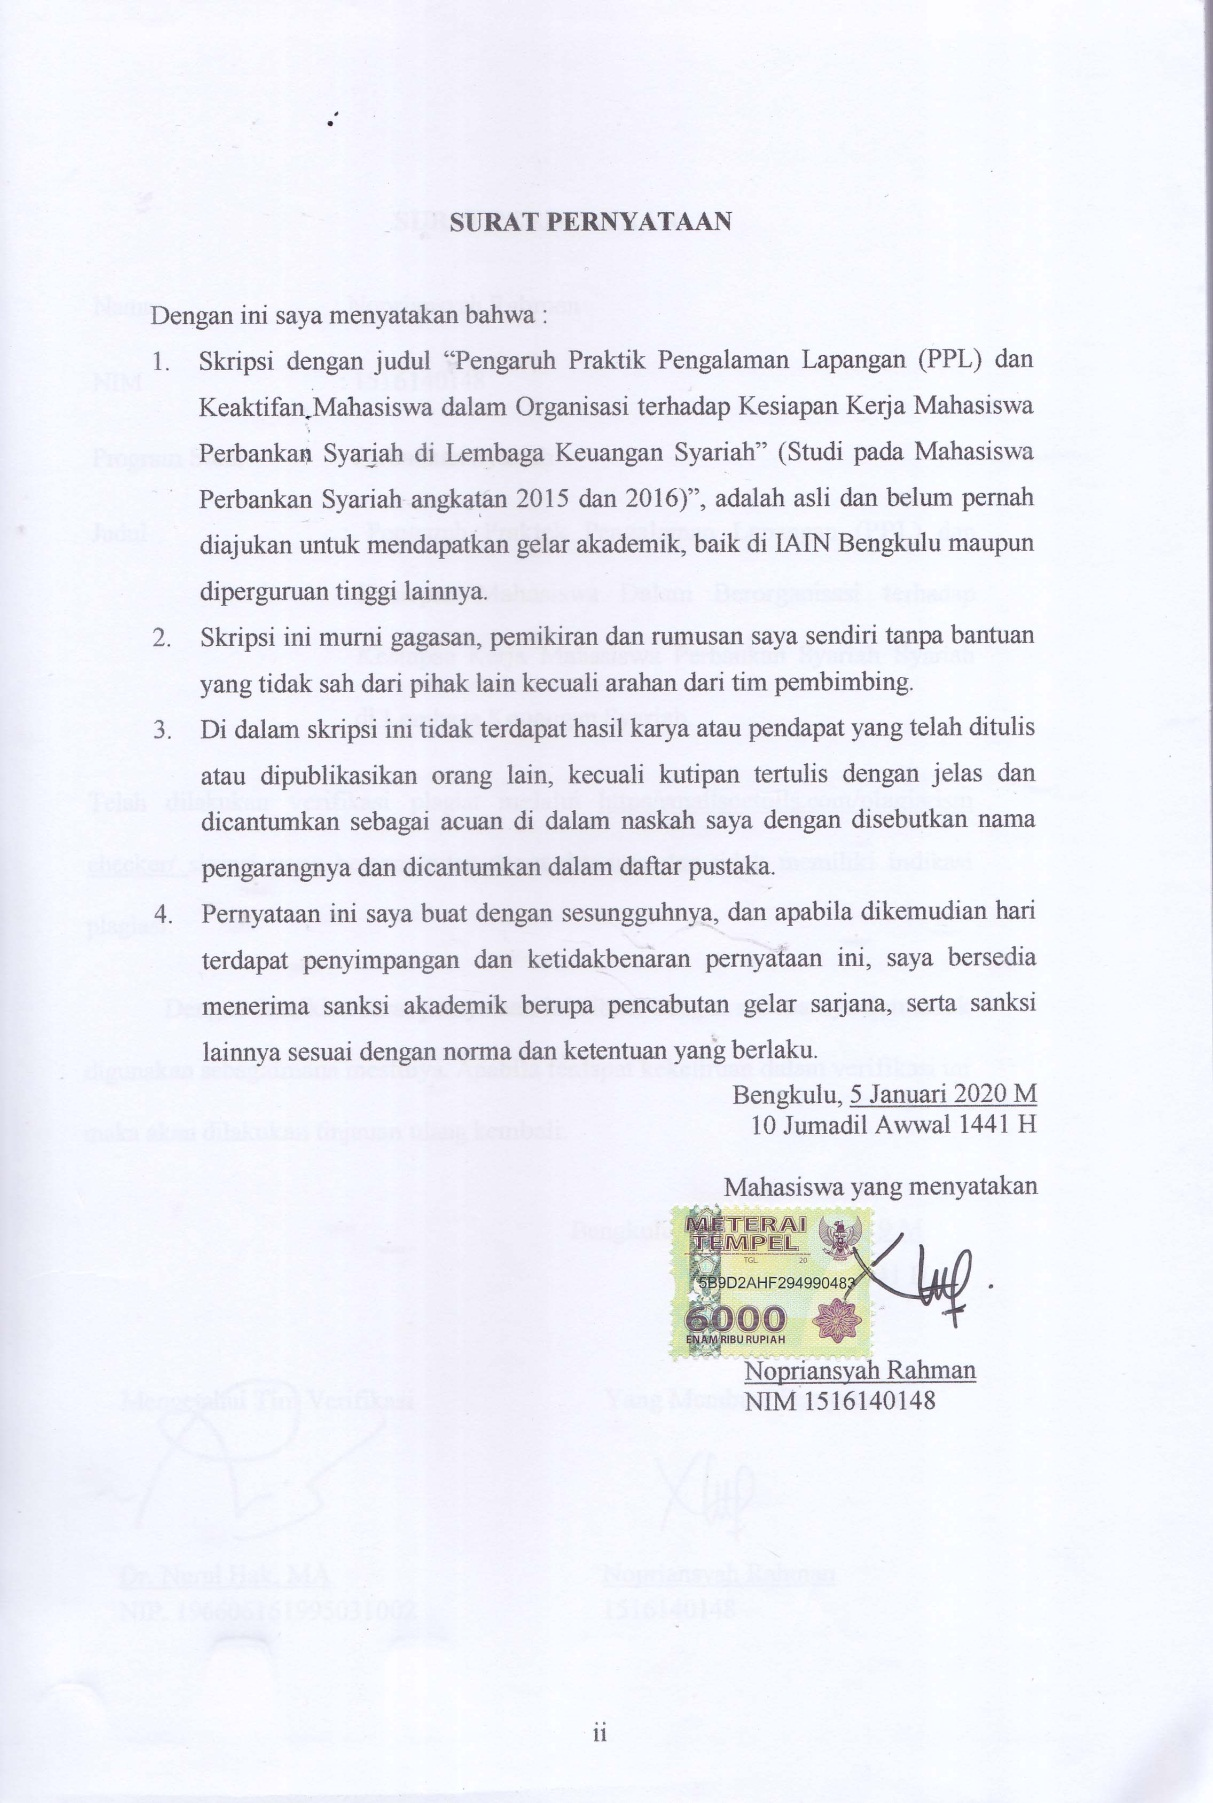 SURAT PERNYATAAN
Dengan ini saya menyatakan bahwa :
1. Skripsi dengan judul “Pengaruh Praktik Pengalaman Lapangan (PPL) dan
Keaktifan Mahasiswa dalam Organisasi terhadap Kesiapan Kerja Mahasiswa
Perbankan Syariah di Lembaga Keuangan Syariah” (Studi pada Mahasiswa
Perbankan Syariah angkatan 2015 dan 2016)”, adalah asli dan belum pernah
diajukan untuk mendapatkan gelar akademik, baik di IAIN Bengkulu maupun
diperguruan tinggi lainnya.
2. Skripsi ini murni gagasan, pemikiran dan rumusan saya sendiri tanpa bantuan
yang tidak sah dari pihak lain kecuali arahan dari tim pembimbing.
3. Di dalam skripsi ini tidak terdapat hasil karya atau pendapat yang telah ditulis
atau dipublikasikan orang lain, kecuali kutipan tertulis dengan jelas dan
dicantumkan sebagai acuan di dalam naskah saya dengan disebutkan nama
pengarangnya dan dicantumkan dalam daftar pustaka.
4. Pernyataan ini saya buat dengan sesungguhnya, dan apabila dikemudian hari
terdapat penyimpangan dan ketidakbenaran pernyataan ini, saya bersedia
menerima sanksi akademik berupa pencabutan gelar sarjana, serta sanksi
lainnya sesuai dengan norma dan ketentuan yang berlaku.
Bengkulu, 5 Januari 2020 M
10 Jumadil Awwal 1441 H
Mahasiswa yang menyatakan
METERAI
TEMPEL
TGL 20
5B9D2AHF294990483
6000
ENAM RIBU RUPIAH
Nopriansyah Rahman
NIM 1516140148
ii